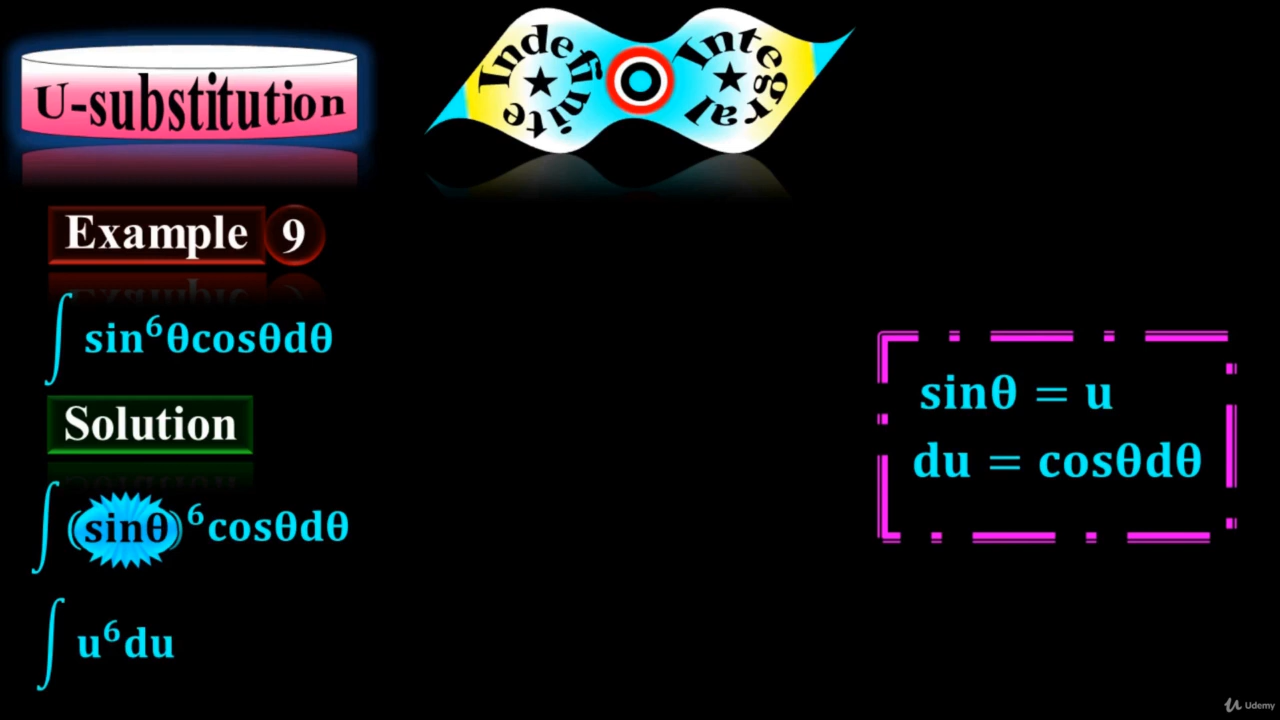 U-substitution
Indefinite Integral
Example 9
∫ sin⁶θcosθdθ
Solution
∫ (sinθ)⁶cosθdθ
∫ u⁶du
sinθ = u
du = cosθdθ
Udemy